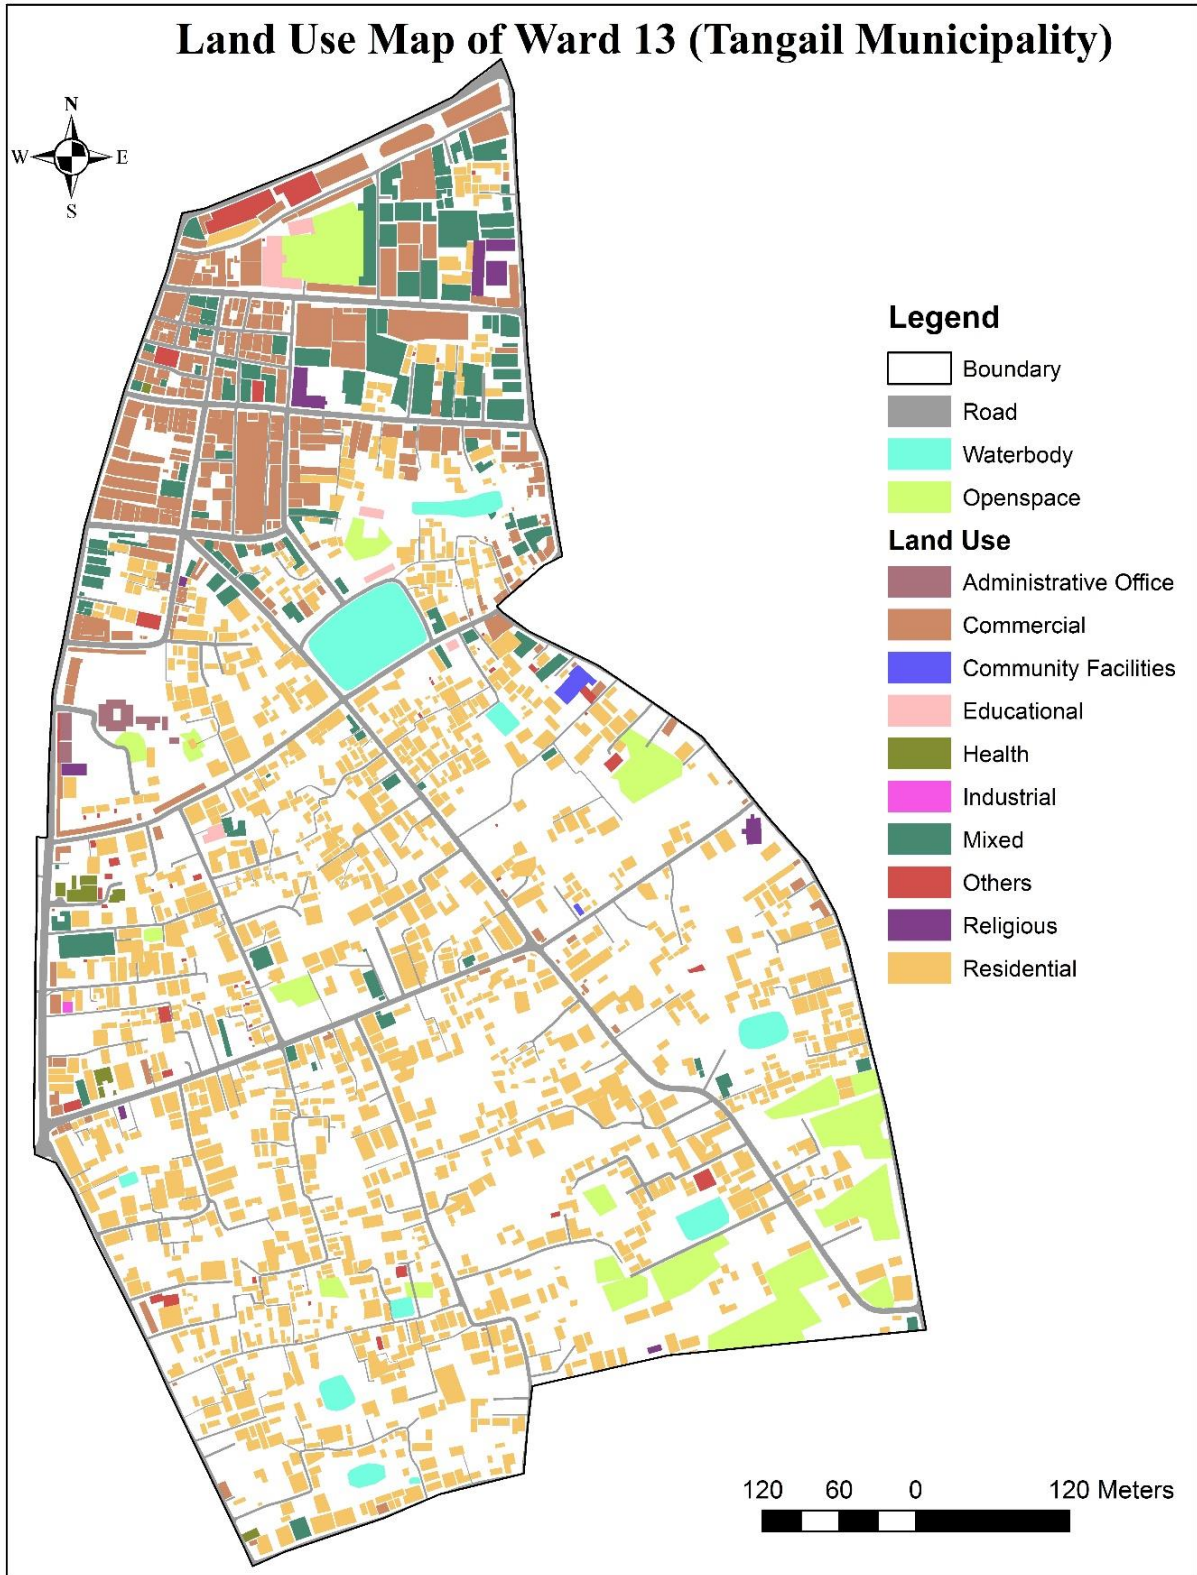 Land Use Map of Ward 13 (Tangail Municipality)
N
W E
S
Legend
Boundary
Road
Waterbody
Openspace
Land Use
Administrative Office
Commercial
Community Facilities
Educational
Health
Industrial
Mixed
Others
Religious
Residential
120 60 0 120 Meters